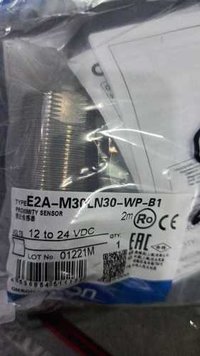 TYPE E2A-M30LN30-WP-B1
PROXIMITY SENSOR
2m
12 to 24 VDC
QTY. 1
LOT No 01221M